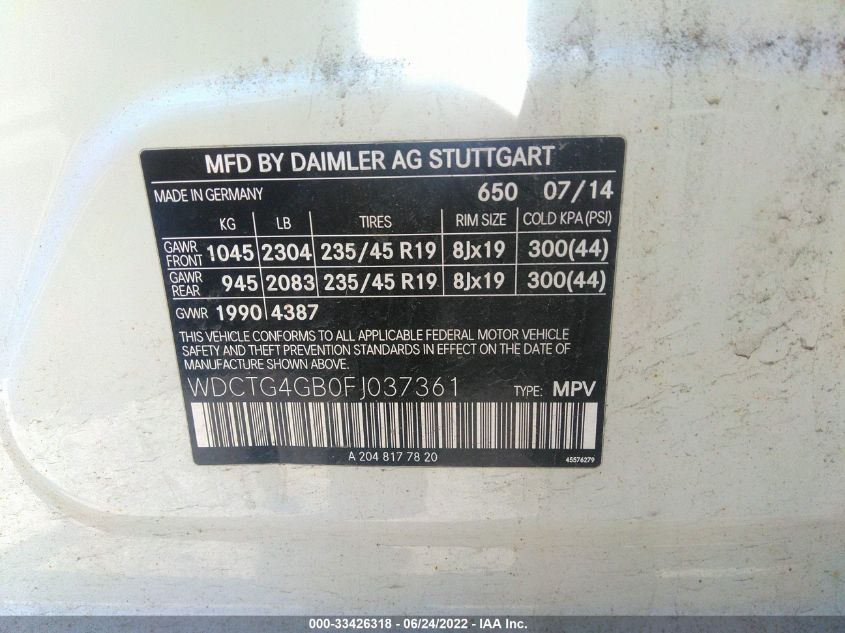 MFD BY DAIMLER AG STUTTGART
MADE IN GERMANY 650 07/14
KG LB TIRES RIM SIZE COLD KPA (PSI)
GAWR FRONT 1045 2304 235/45 R19 8Jx19 300(44)
GAWR REAR 945 2083 235/45 R19 8Jx19 300(44)
GVWR 1990 4387
THIS VEHICLE CONFORMS TO ALL APPLICABLE FEDERAL MOTOR VEHICLE
SAFETY AND THEFT PREVENTION STANDARDS IN EFFECT ON THE DATE OF
MANUFACTURE SHOWN ABOVE.
WDCTG4GB0FJ037361 TYPE: MPV
A 204 817 78 20 45576279
000-33426318 - 06/24/2022 - IAA Inc.